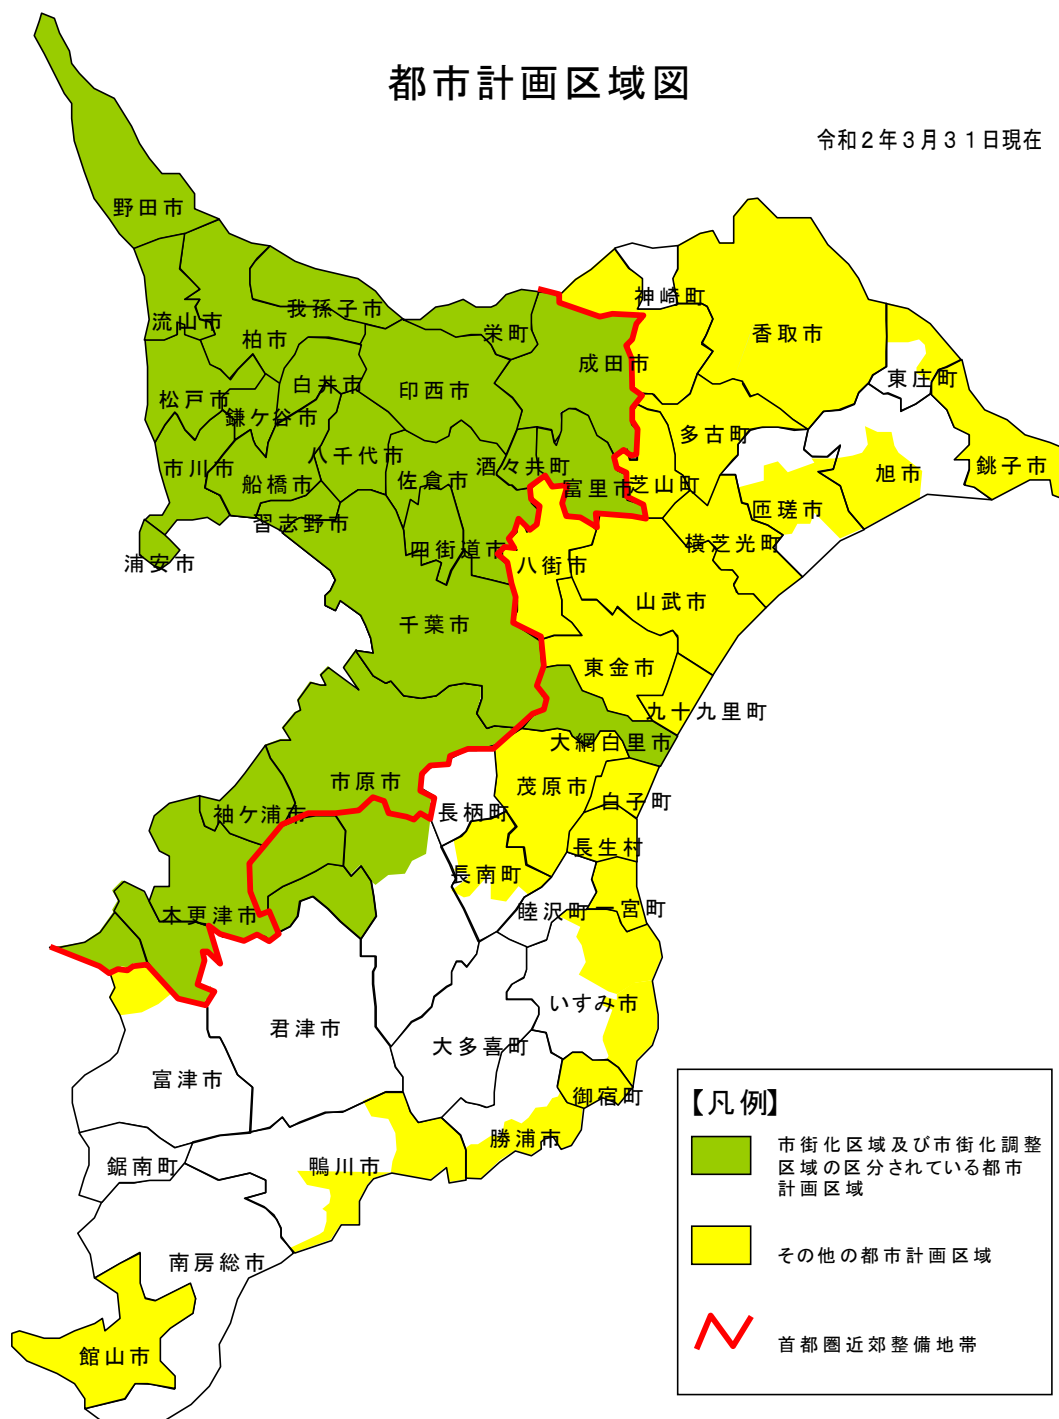 都市計画区域図
令和２年３月３１日現在
野田市
流山市
我孫子市
柏市
栄町
神崎町
香取市
成田市
東庄町
白井市
印西市
松戸市
鎌ケ谷市
多古町
八千代市
市川市
船橋市
佐倉市
酒々井町
富里市
芝山町
旭市
銚子市
匝瑳市
習志野市
四街道市
横芝光町
浦安市
八街市
山武市
千葉市
東金市
九十九里町
大網白里市
市原市
茂原市
白子町
袖ケ浦市
長柄町
長生村
長南町
木更津市
睦沢町
一宮町
いすみ市
君津市
大多喜町
富津市
御宿町
勝浦市
鋸南町
鴨川市
南房総市
館山市
【凡例】
市街化区域及び市街化調整
区域の区分されている都市
計画区域
その他の都市計画区域
首都圏近郊整備地帯